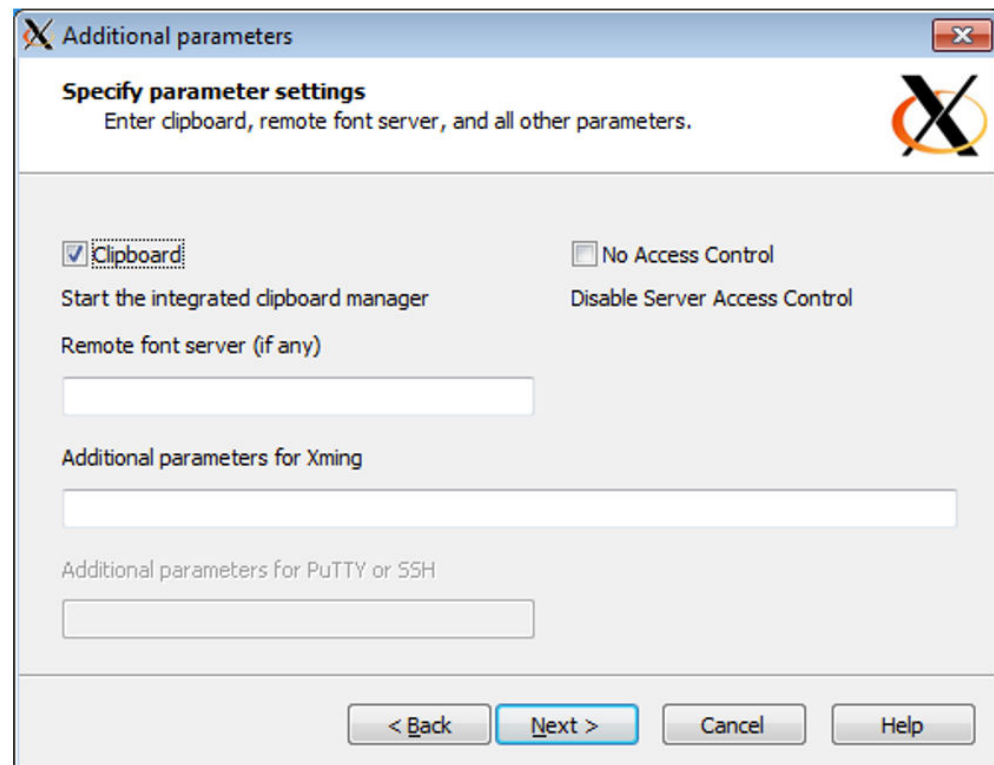 Additional parameters
Specify parameter settings
Enter clipboard, remote font server, and all other parameters.
Clipboard
No Access Control
Start the integrated clipboard manager
Disable Server Access Control
Remote font server (if any)
Additional parameters for Xming
Additional parameters for PuTTY or SSH
< Back
Next >
Cancel
Help